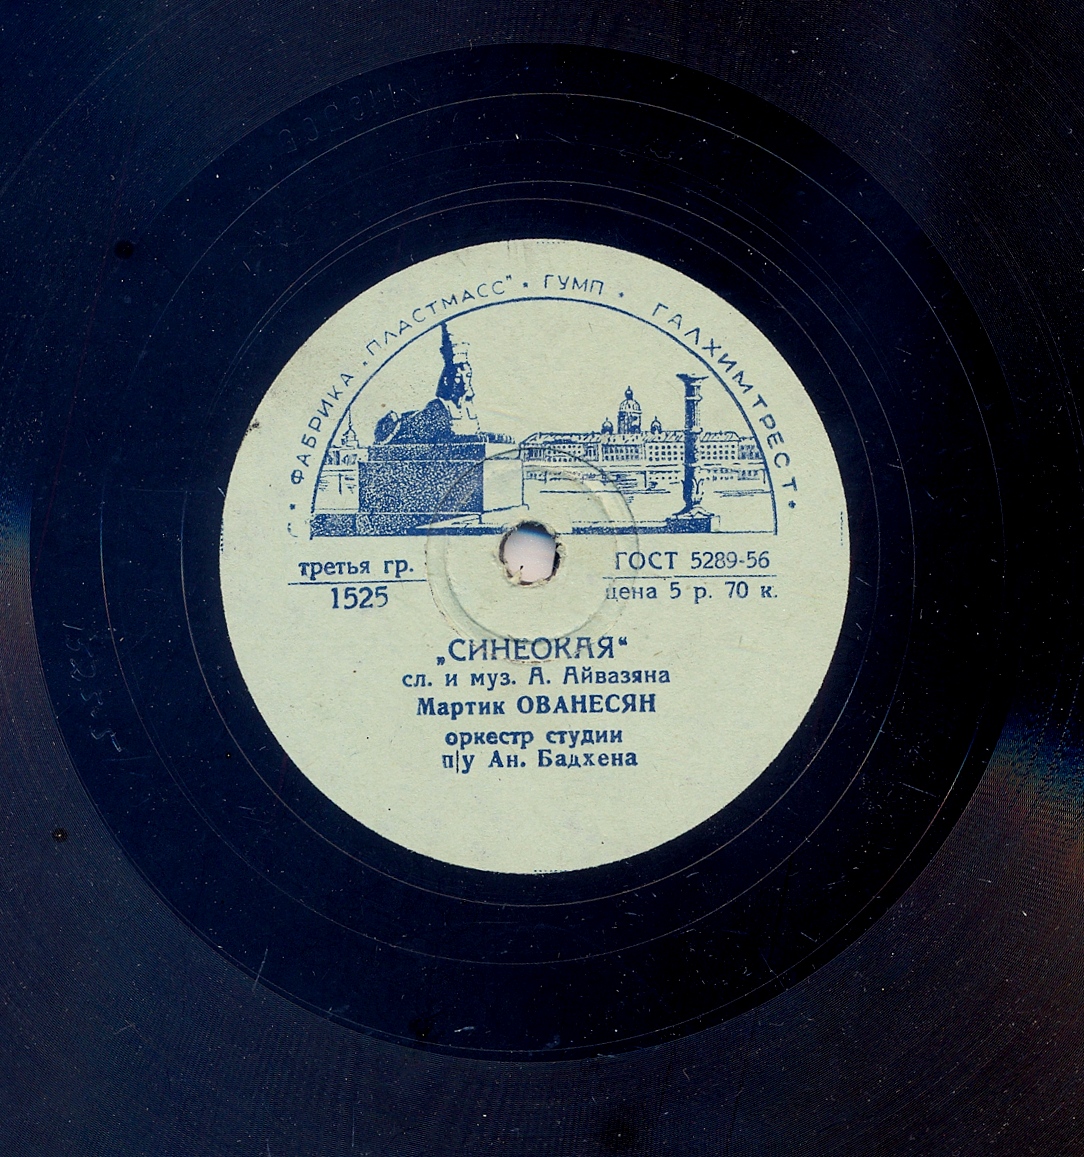 ФАБРИКА „ПЛАСТМАСС" • ГУМП • ГАЛХИМТРЕСТ
третья гр.
1525
ГОСТ 5289-56
цена 5 р. 70 к.
„СИНЕОКАЯ“
сл. и муз. А. Айвазяна
Мартик ОВАНЕСЯН
оркестр студии
п/у Ан. Бадхена